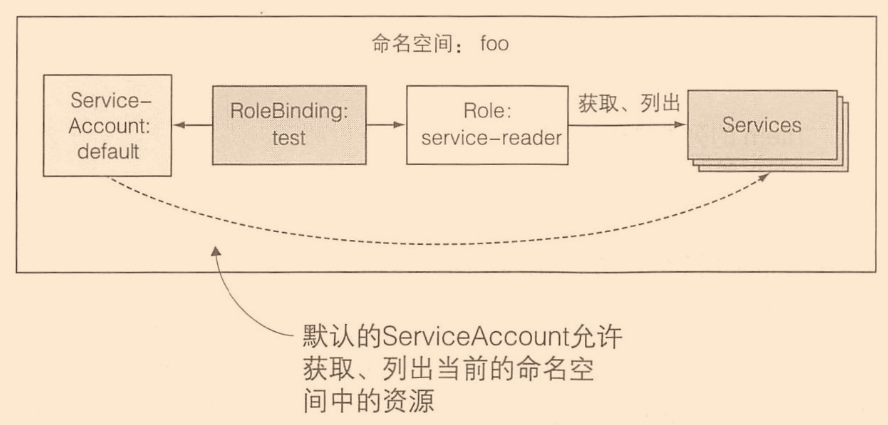 命名空间： foo
Service-
Account:
default
RoleBinding:
test
Role:
service-reader
获取、列出
Services
默认的ServiceAccount允许
获取、列出当前的命名空
间中的资源